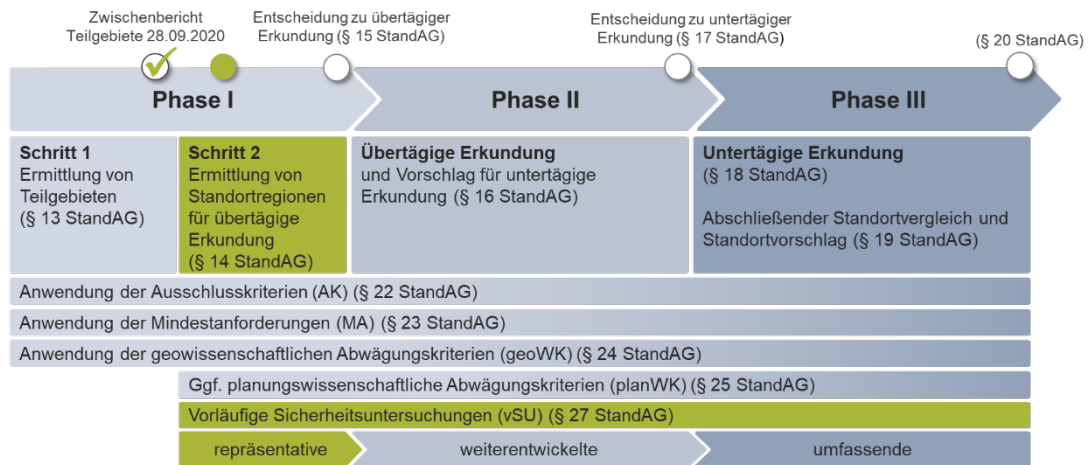 Zwischenbericht
Teilgebiete 28.09.2020
Entscheidung zu übertägiger
Erkundung (§ 15 StandAG)
Entscheidung zu untertägiger
Erkundung (§ 17 StandAG)
(§ 20 StandAG)
Phase I
Phase II
Phase III
Schritt 1
Ermittlung von
Teilgebieten
(§ 13 StandAG)
Schritt 2
Ermittlung von
Standortregionen
für übertägige
Erkundung
(§ 14 StandAG)
Übertägige Erkundung
und Vorschlag für untertägige
Erkundung (§ 16 StandAG)
Untertägige Erkundung
(§ 18 StandAG)
Abschließender Standortvergleich und
Standortvorschlag (§ 19 StandAG)
Anwendung der Ausschlusskriterien (AK) (§ 22 StandAG)
Anwendung der Mindestanforderungen (MA) (§ 23 StandAG)
Anwendung der geowissenschaftlichen Abwägungskriterien (geoWK) (§ 24 StandAG)
Ggf. planungswissenschaftliche Abwägungskriterien (planWK) (§ 25 StandAG)
Vorläufige Sicherheitsuntersuchungen (vSU) (§ 27 StandAG)
repräsentative
weiterentwickelte
umfassende